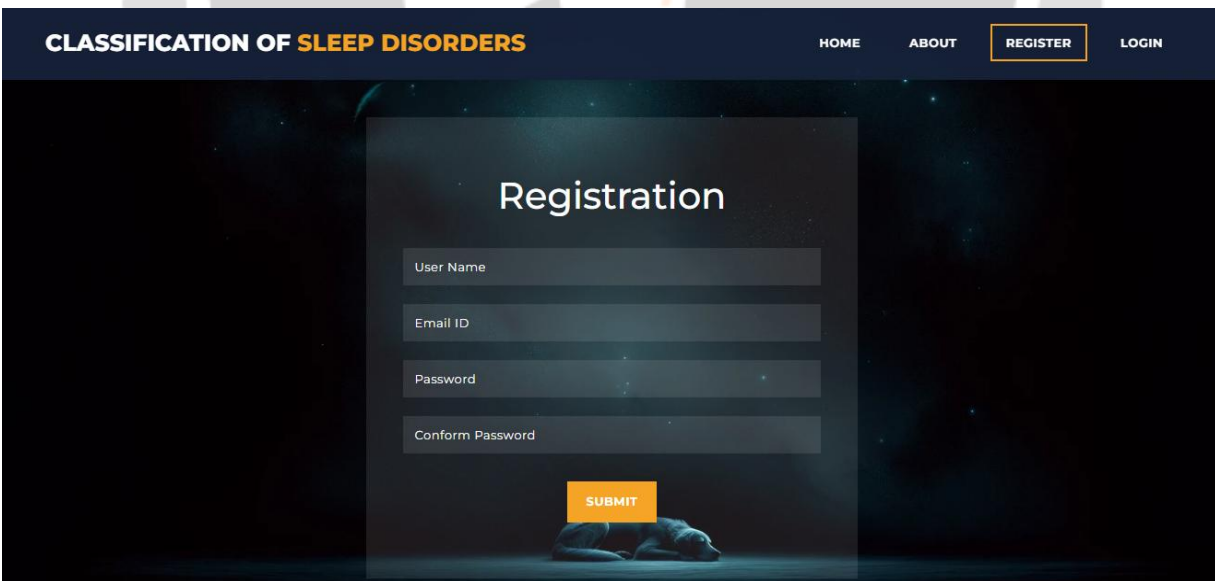 CLASSIFICATION OF SLEEP DISORDERS
HOME ABOUT REGISTER LOGIN
Registration
User Name
Email ID
Password
Conform Password
SUBMIT